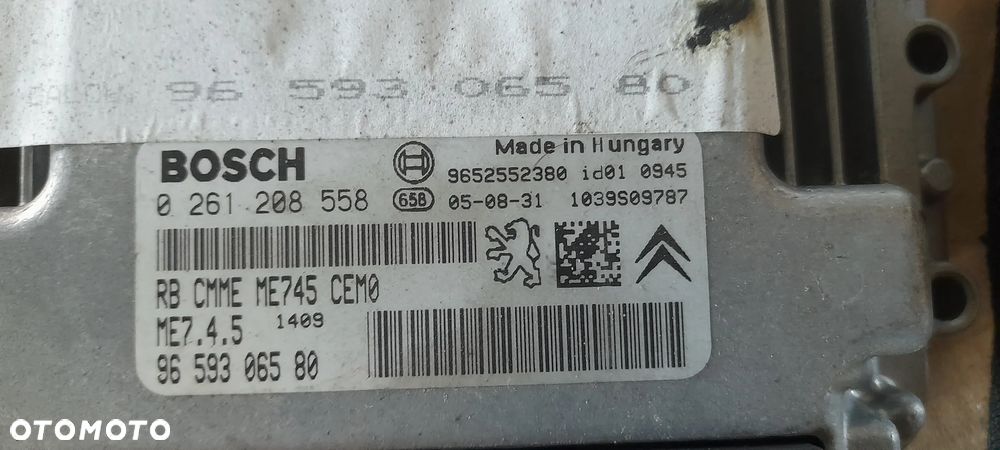 96 593 065 80
BOSCH
Made in Hungary
9652552380 id01 0945
0 261 208 558 658 05-08-31 1039S09787
RB CMME ME745 CEM0
ME7.4.5 1409
96 593 065 80
OTOMOTO